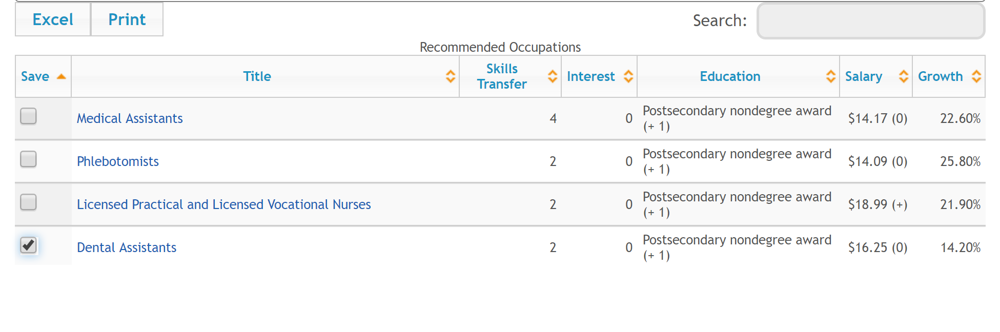 Excel Print Search:
Recommended Occupations
Save Title Skills Transfer Interest Education Salary Growth
Medical Assistants 4 0 Postsecondary nondegree award (+ 1) $14.17 (0) 22.60%
Phlebotomists 2 0 Postsecondary nondegree award (+ 1) $14.09 (0) 25.80%
Licensed Practical and Licensed Vocational Nurses 2 0 Postsecondary nondegree award (+ 1) $18.99 (+) 21.90%
Dental Assistants 2 0 Postsecondary nondegree award (+ 1) $16.25 (0) 14.20%